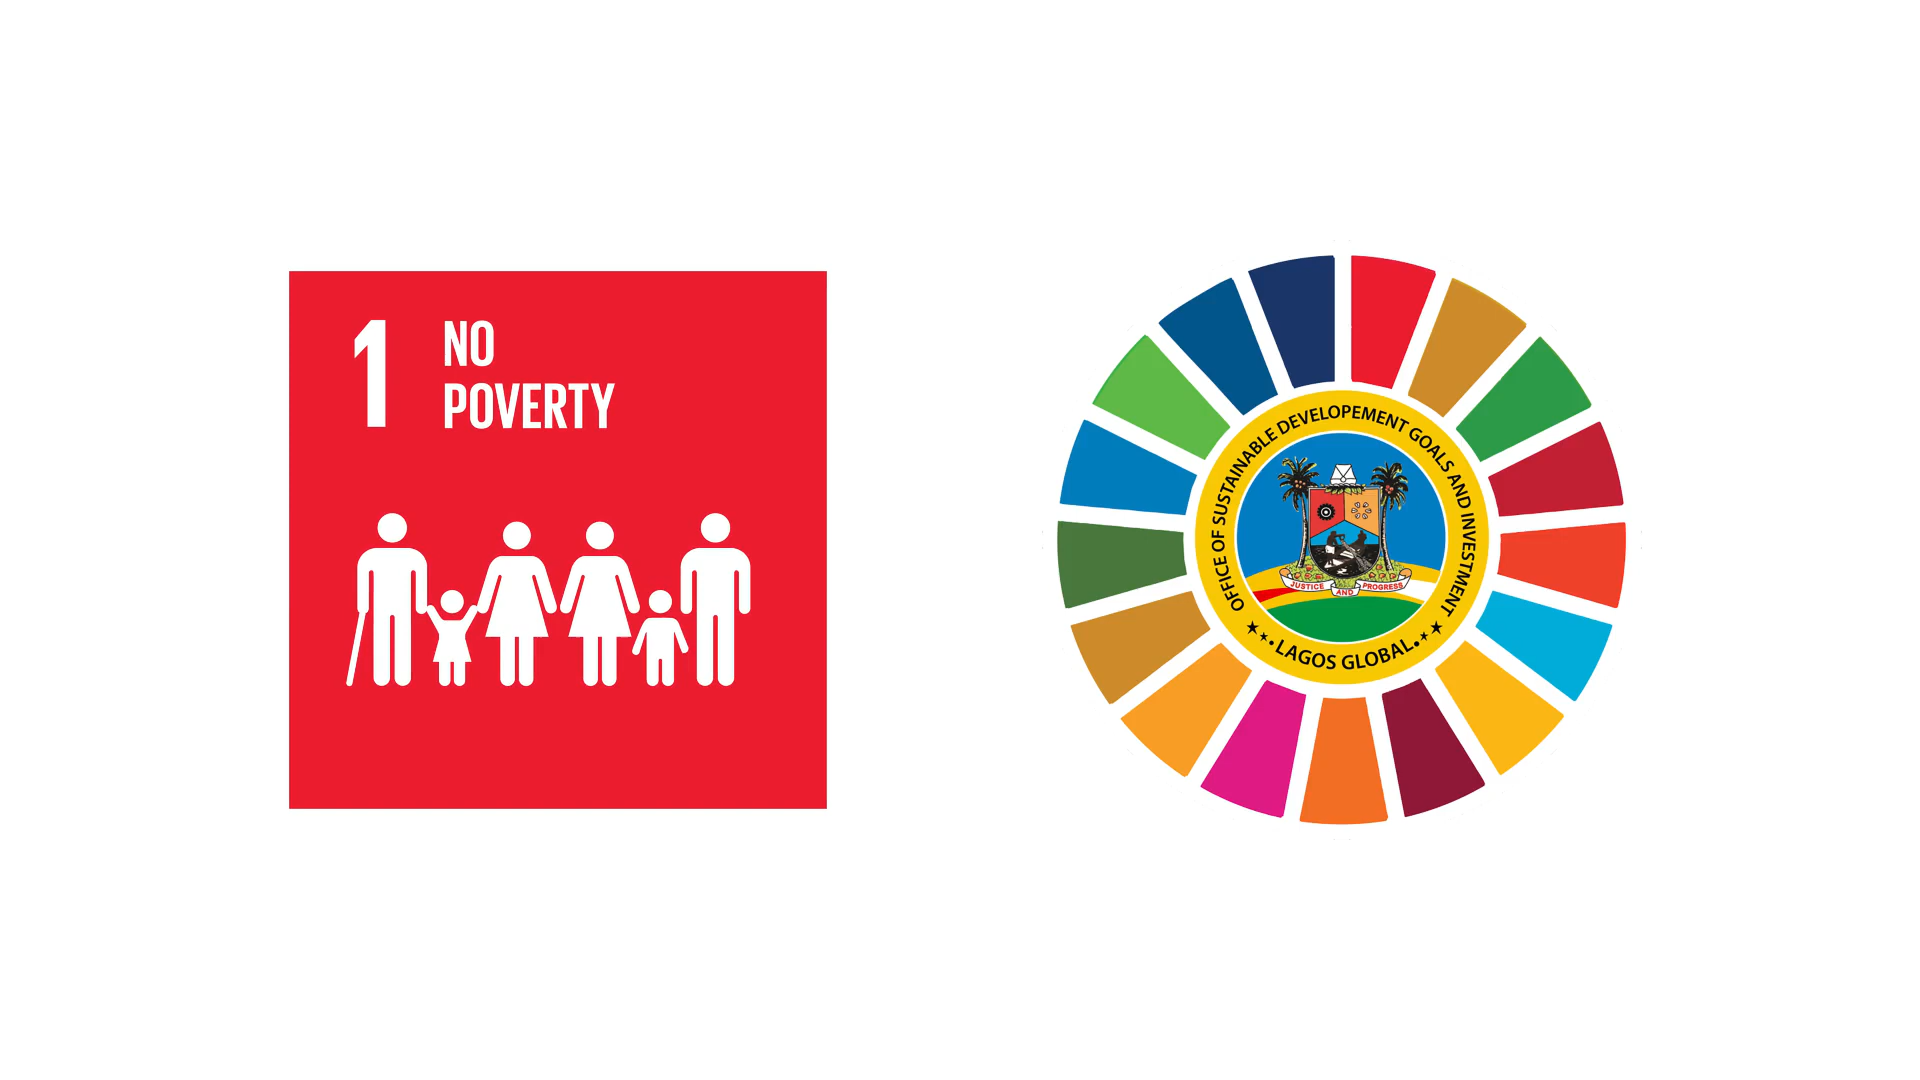 1
NO
POVERTY
OFFICE OF SUSTAINABLE DEVELOPEMENT GOALS AND INVESTMENT
JUSTICE AND PROGRESS
LAGOS GLOBAL